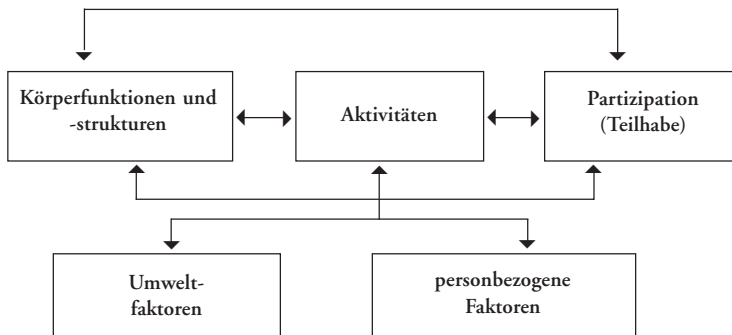 Körperfunktionen und
-strukturen
Aktivitäten
Partizipation
(Teilhabe)
Umwelt-
faktoren
personbezogene
Faktoren